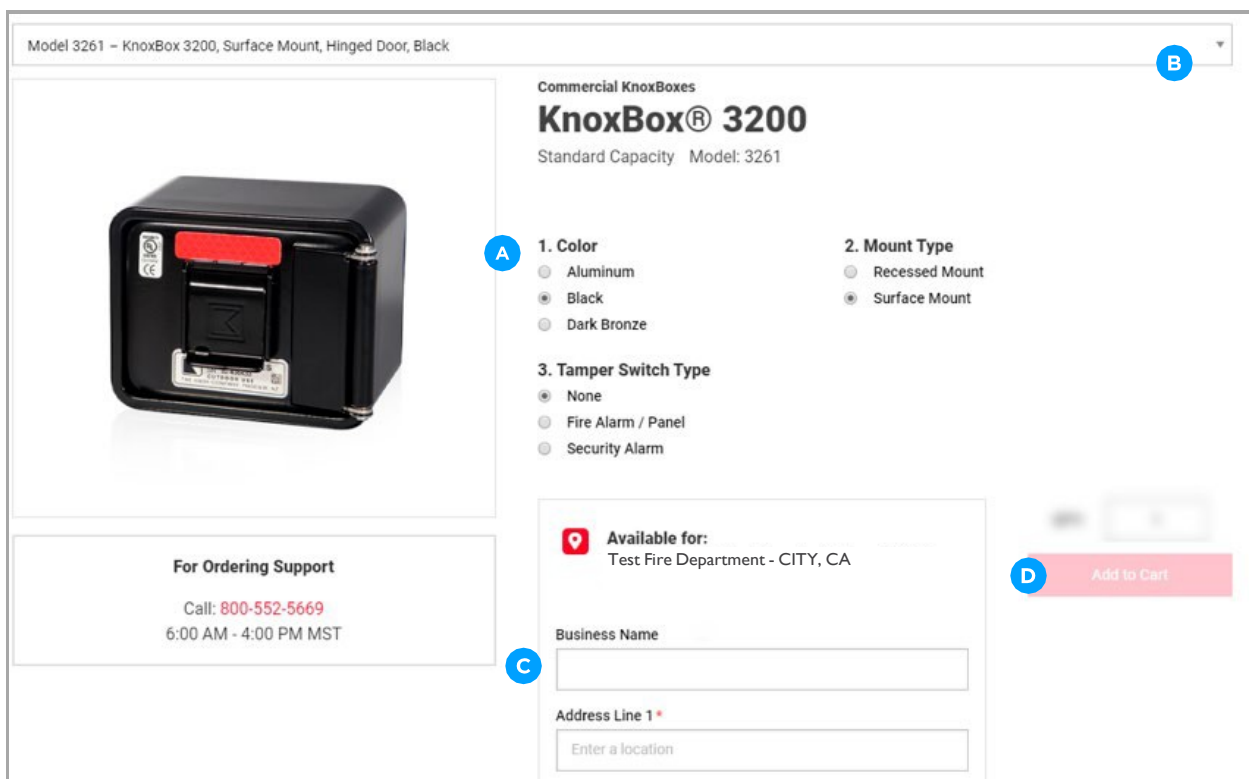 Model 3261 – KnoxBox 3200, Surface Mount, Hinged Door, Black
B
Commercial KnoxBoxes
KnoxBox® 3200
Standard Capacity Model: 3261
A
1. Color
Aluminum
Black
Dark Bronze
2. Mount Type
Recessed Mount
Surface Mount
3. Tamper Switch Type
None
Fire Alarm / Panel
Security Alarm
OUTDOOR USE
For Ordering Support
Call: 800-552-5669
6:00 AM - 4:00 PM MST
Available for:
Test Fire Department - CITY, CA
C
Business Name
Address Line 1*
Enter a location
D
Add to Cart